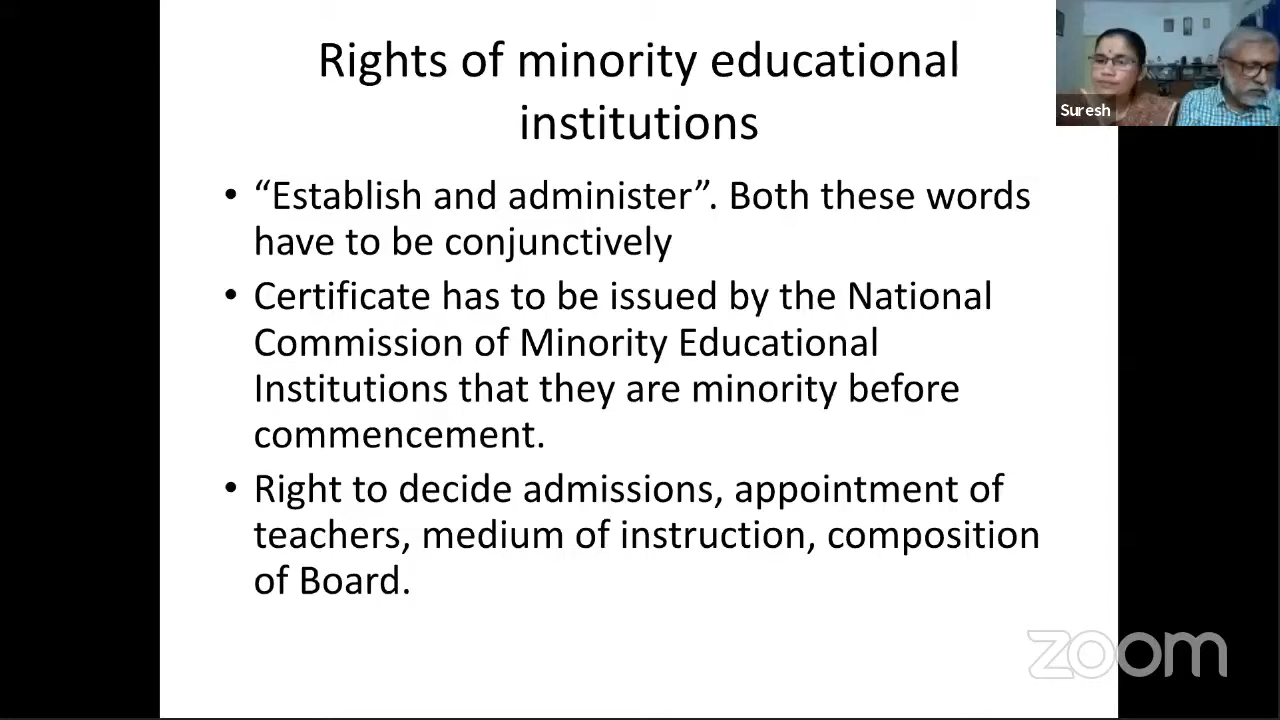 Rights of minority educational
institutions
• “Establish and administer”. Both these words
have to be conjunctively
• Certificate has to be issued by the National
Commission of Minority Educational
Institutions that they are minority before
commencement.
• Right to decide admissions, appointment of
teachers, medium of instruction, composition
of Board.
Suresh
zoom